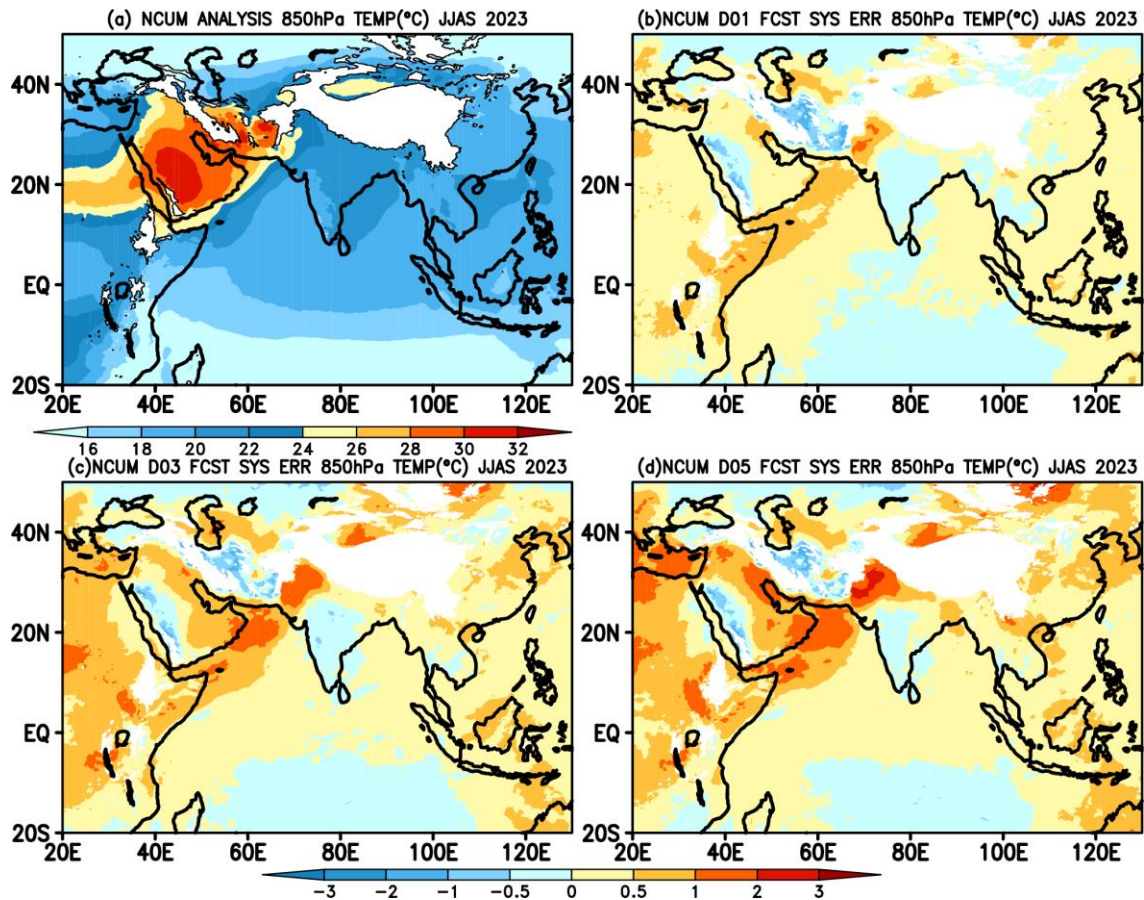 (a) NCUM ANALYSIS 850hPa TEMP(°C) JJAS 2023
(b)NCUM D01 FCST SYS ERR 850hPa TEMP(°C) JJAS 2023
40N
20N
EQ
20S
20E 40E 60E 80E 100E 120E
40N
20N
EQ
20S
20E 40E 60E 80E 100E 120E
16 18 20 22 24 26 28 30 32
(c)NCUM D03 FCST SYS ERR 850hPa TEMP(°C) JJAS 2023
(d)NCUM D05 FCST SYS ERR 850hPa TEMP(°C) JJAS 2023
40N
20N
EQ
20S
20E 40E 60E 80E 100E 120E
40N
20N
EQ
20S
20E 40E 60E 80E 100E 120E
-3 -2 -1 -0.5 0 0.5 1 2 3